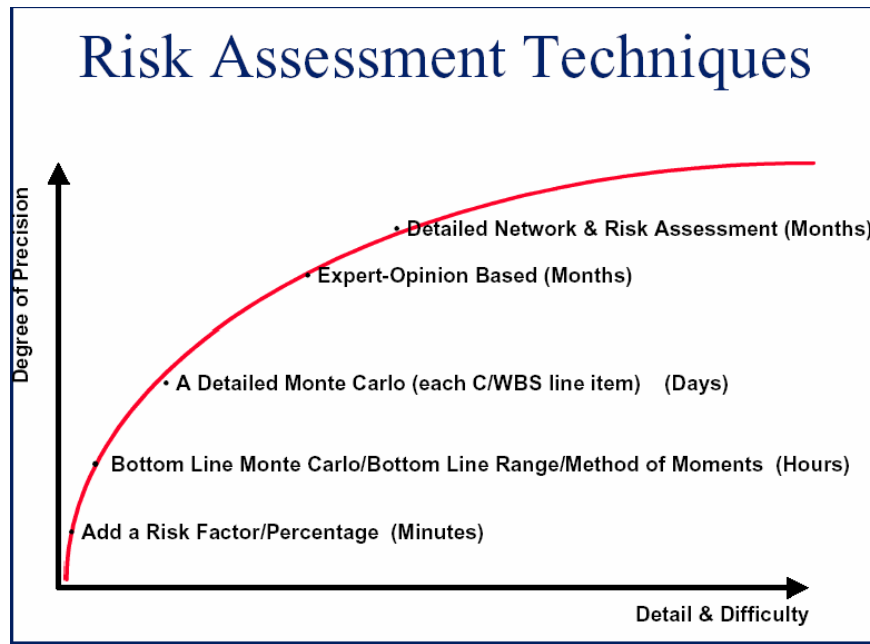 Risk Assessment Techniques
Degree of Precision
• Detailed Network & Risk Assessment (Months)
• Expert-Opinion Based (Months)
• A Detailed Monte Carlo (each C/WBS line item) (Days)
• Bottom Line Monte Carlo/Bottom Line Range/Method of Moments (Hours)
• Add a Risk Factor/Percentage (Minutes)
Detail & Difficulty